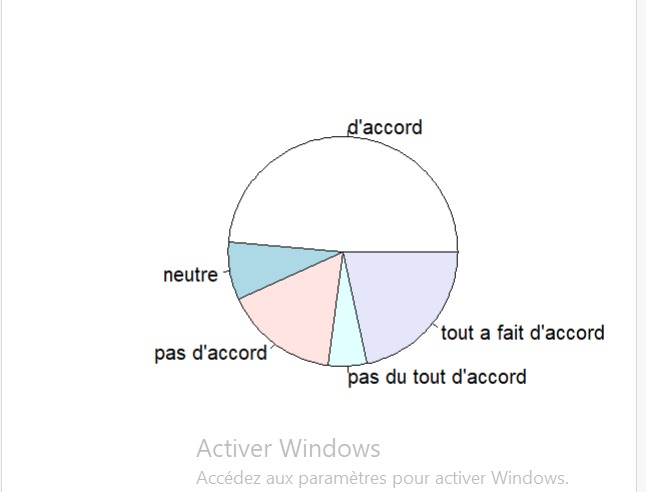 d'accord
neutre
pas d'accord
tout a fait d'accord
pas du tout d'accord
Activer Windows
Accédez aux paramètres pour activer Windows.